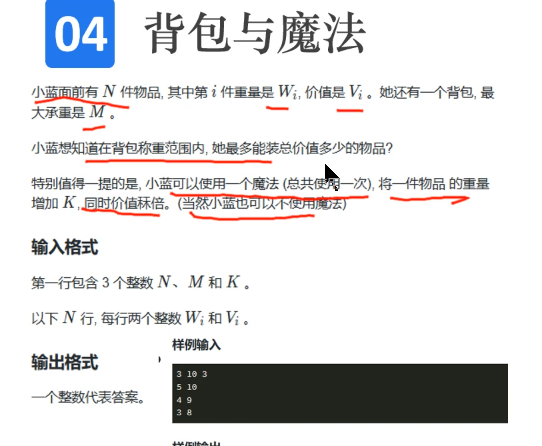 04 背包与魔法
小蓝面前有 N 件物品, 其中第 i 件重量是 Wi, 价值是 Vi 。她还有一个背包, 最
大承重是 M 。
小蓝想知道在背包称重范围内, 她最多能装总价值多少的物品?
特别值得一提的是, 小蓝可以使用一个魔法 (总共使用一次), 将一件物品 的重量
增加 K, 同时价值秝倍。(当然小蓝也可以不使用魔法)
输入格式
第一行包含 3 个整数 N、M 和 K 。
以下 N 行, 每行两个整数 Wi 和 Vi 。
输出格式
一个整数代表答案。
样例输入
3 10 3
5 10
4 9
3 8
样例输出